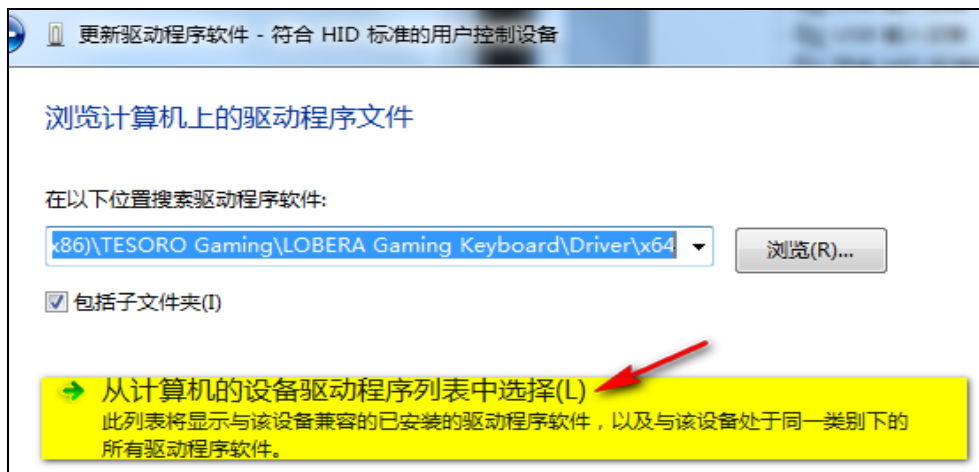 更新驱动程序软件 - 符合 HID 标准的用户控制设备
浏览计算机上的驱动程序文件
在以下位置搜索驱动程序软件:
x86)\TESORO Gaming\LOBERA Gaming Keyboard\Driver\x64
浏览(R)...
包括子文件夹(I)
从计算机的设备驱动程序列表中选择(L)
此列表将显示与该设备兼容的已安装的驱动程序软件，以及与该设备处于同一类别下的
所有驱动程序软件。